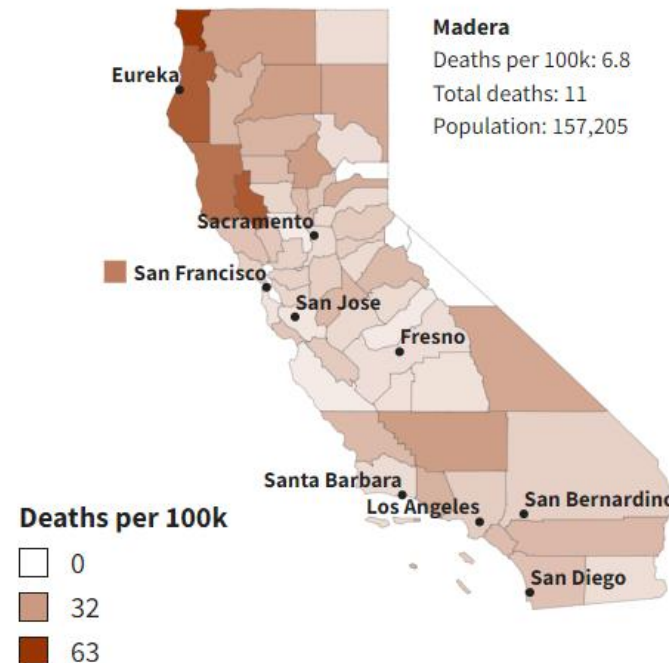 Madera
Deaths per 100k: 6.8
Total deaths: 11
Population: 157,205
Eureka
Sacramento
San Francisco
San Jose
Fresno
Santa Barbara
Los Angeles
San Bernardino
San Diego
Deaths per 100k
0
32
63